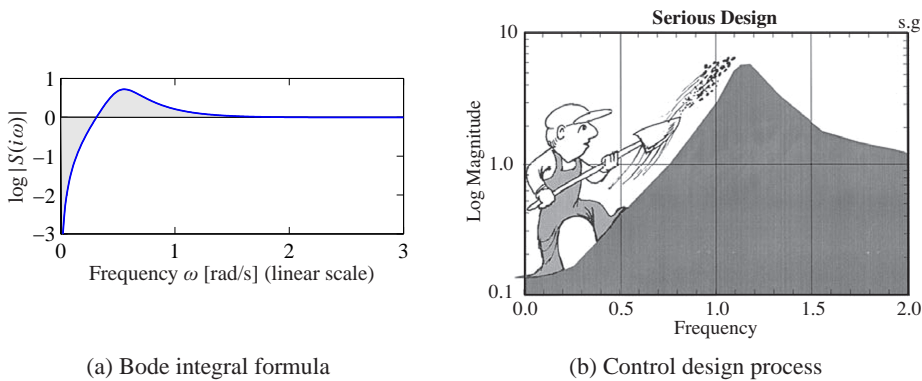 1
0
−1
−2
−3
log |S(iω)|
0 1 2 3
Frequency ω [rad/s] (linear scale)
(a) Bode integral formula
Serious Design
s.g
10
1.0
0.1
Log Magnitude
0.0 0.5 1.0 1.5 2.0
Frequency
(b) Control design process